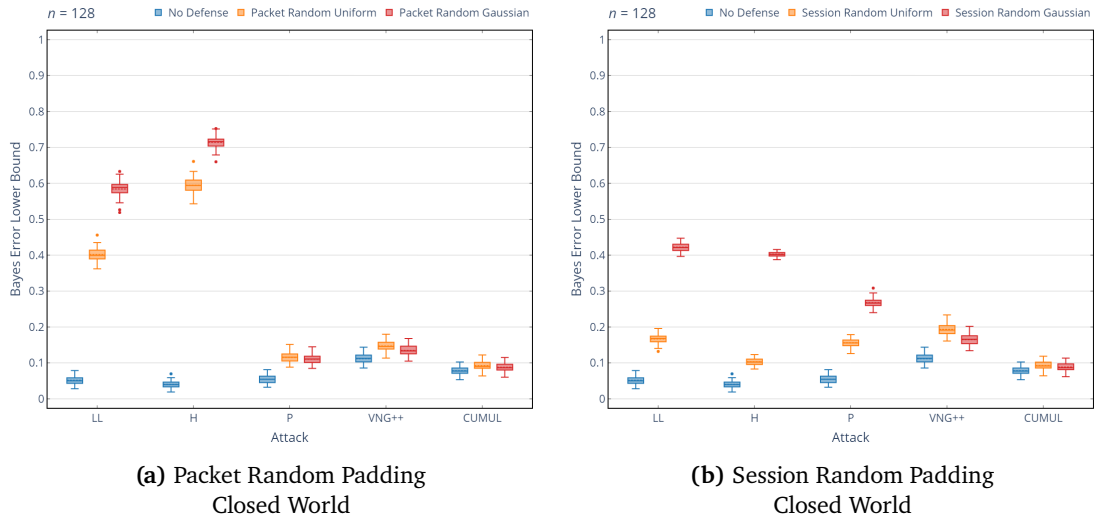 n = 128
No Defense
Packet Random Uniform
Packet Random Gaussian
1
0.9
0.8
0.7
0.6
0.5
0.4
0.3
0.2
0.1
0
Bayes Error Lower Bound
LL
H
P
VNG++
CUMUL
Attack
(a) Packet Random Padding
Closed World
n = 128
No Defense
Session Random Uniform
Session Random Gaussian
1
0.9
0.8
0.7
0.6
0.5
0.4
0.3
0.2
0.1
0
Bayes Error Lower Bound
LL
H
P
VNG++
CUMUL
Attack
(b) Session Random Padding
Closed World